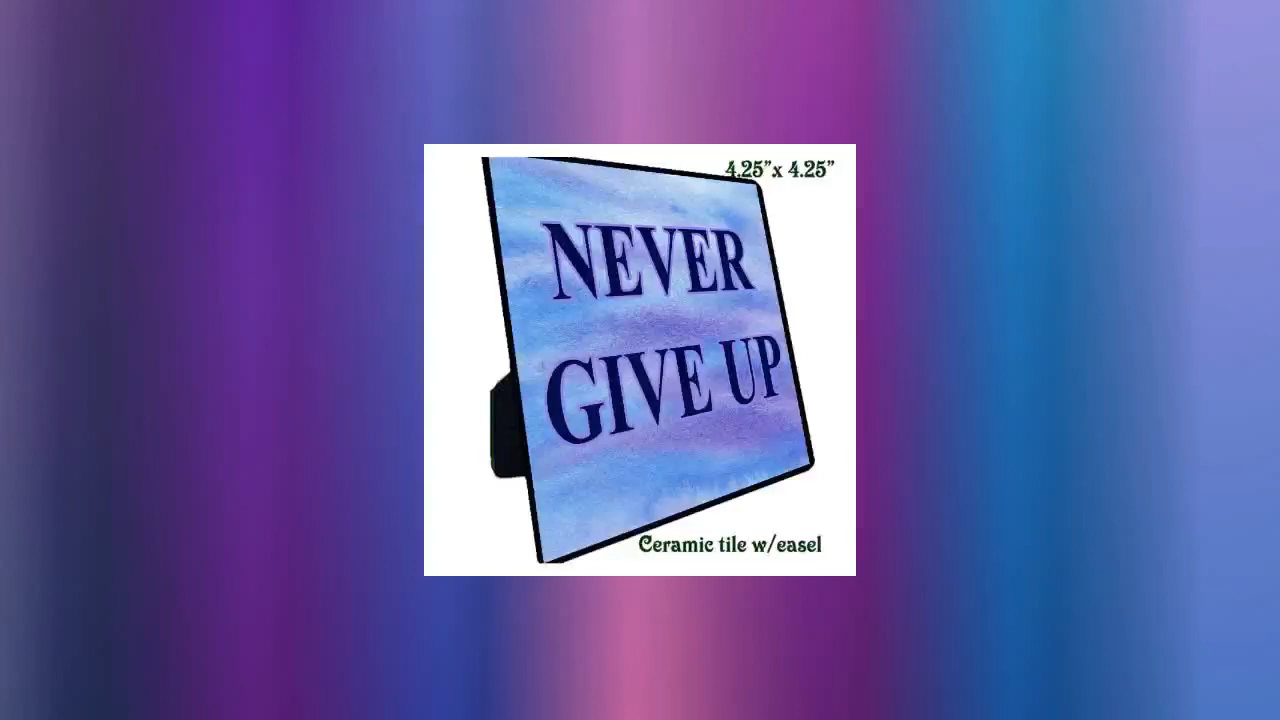 4.25”x 4.25”
NEVER
GIVE UP
Ceramic tile w/easel